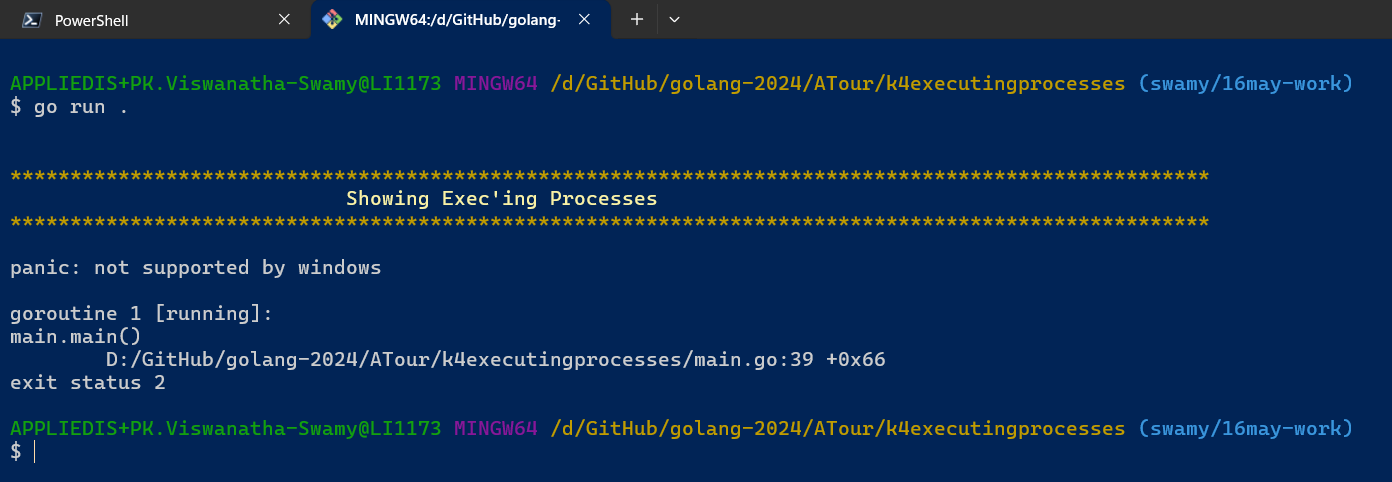 PowerShell
MINGW64:/d/GitHub/golang-
APPLIEDIS+PK.Viswanatha-Swamy@LI1173 MINGW64 /d/GitHub/golang-2024/ATour/k4executingprocesses (swamy/16may-work)
$ go run .
****************************************************************************************************
Showing Exec'ing Processes
****************************************************************************************************
panic: not supported by windows
goroutine 1 [running]:
main.main()
D:/GitHub/golang-2024/ATour/k4executingprocesses/main.go:39 +0x66
exit status 2
APPLIEDIS+PK.Viswanatha-Swamy@LI1173 MINGW64 /d/GitHub/golang-2024/ATour/k4executingprocesses (swamy/16may-work)
$